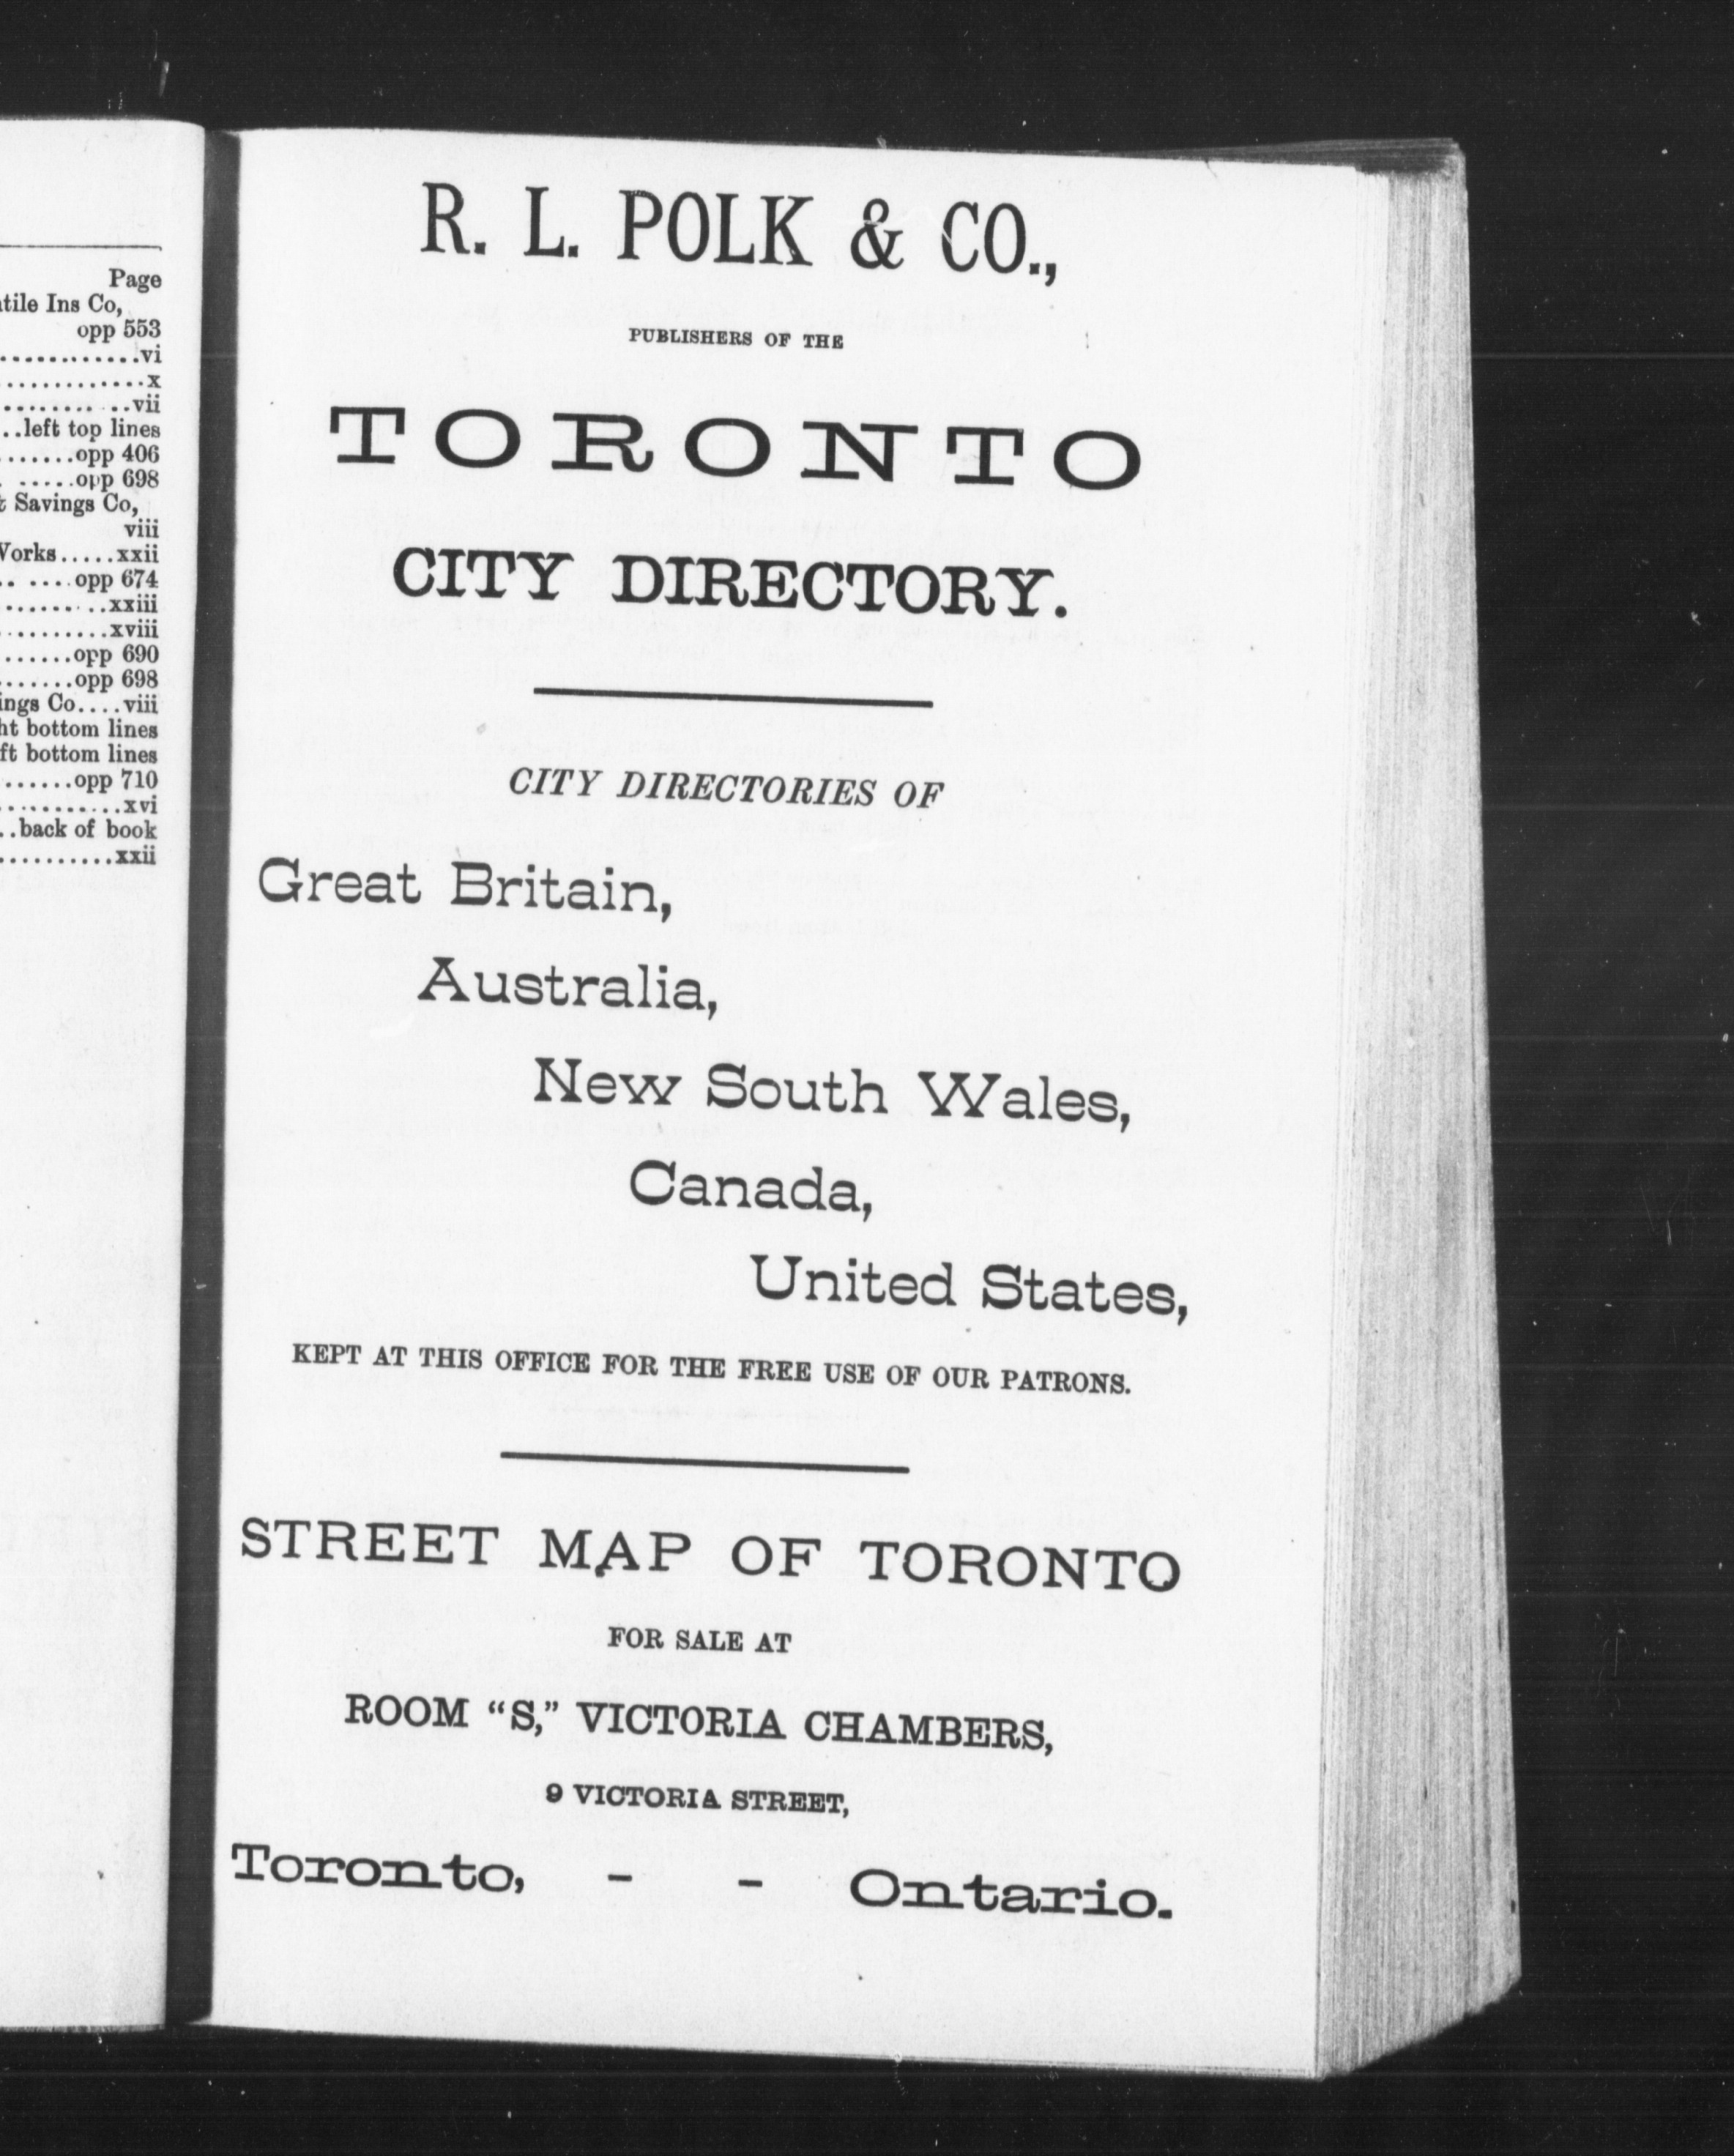 Page
tile Ins Co,
opp 553
............vi
.............x
......... ..vii
..left top lines
.......opp 406
. .....opp 698
& Savings Co,
viii
Works.....xxii
.. ....opp 674
..........xxiii
..........xviii
.......opp 690
.......opp 698
ings Co....viii
ht bottom lines
ft bottom lines
.......opp 710
............xvi
..back of book
...........xxii
R. L. POLK & CO.,
PUBLISHERS OF THE
TORONTO
CITY DIRECTORY.
CITY DIRECTORIES OF
Great Britain,
Australia,
New South Wales,
Canada,
United States,
KEPT AT THIS OFFICE FOR THE FREE USE OF OUR PATRONS.
STREET MAP OF TORONTO
FOR SALE AT
ROOM “S,” VICTORIA CHAMBERS,
9 VICTORIA STREET,
Toronto, - - Ontario.